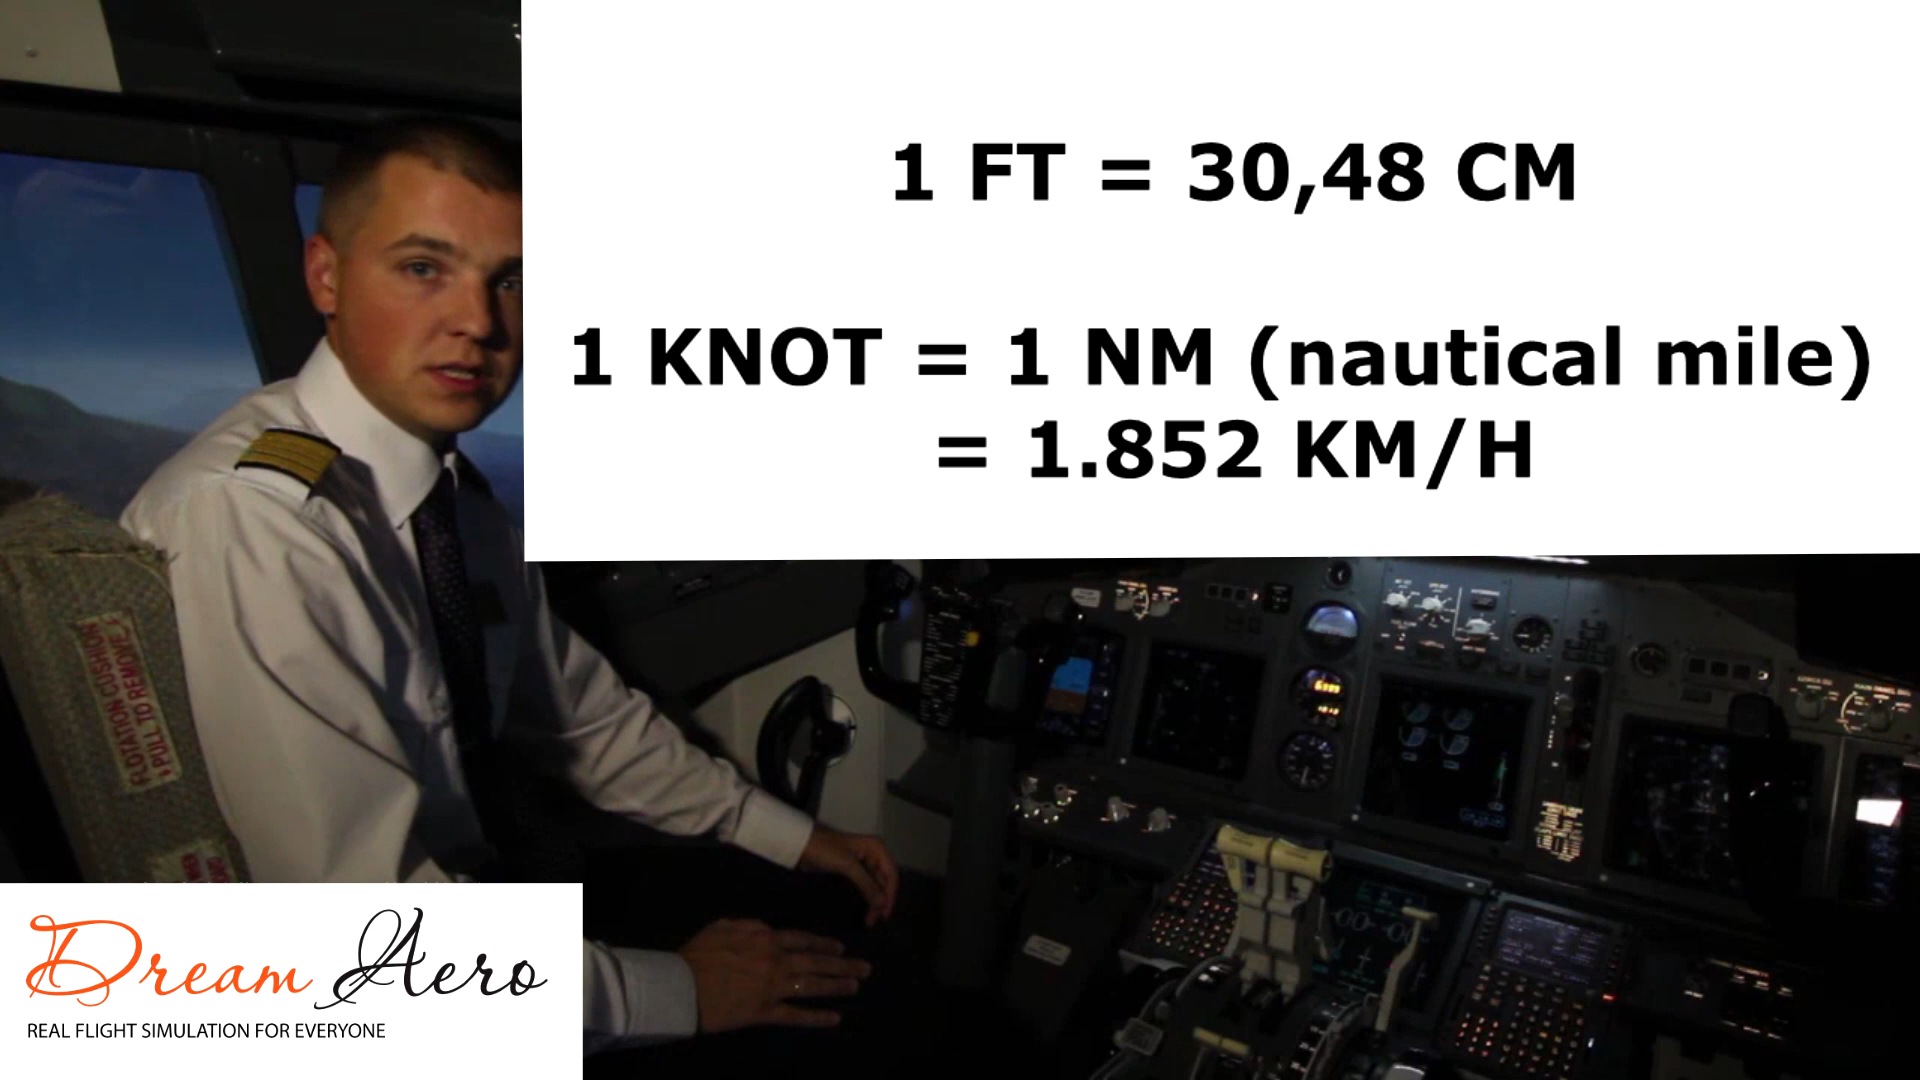 1 FT = 30,48 CM
1 KNOT = 1 NM (nautical mile)
= 1.852 KM/H
FLOTATION CUSHION
PULL TO REMOVE
Dream Aero
REAL FLIGHT SIMULATION FOR EVERYONE